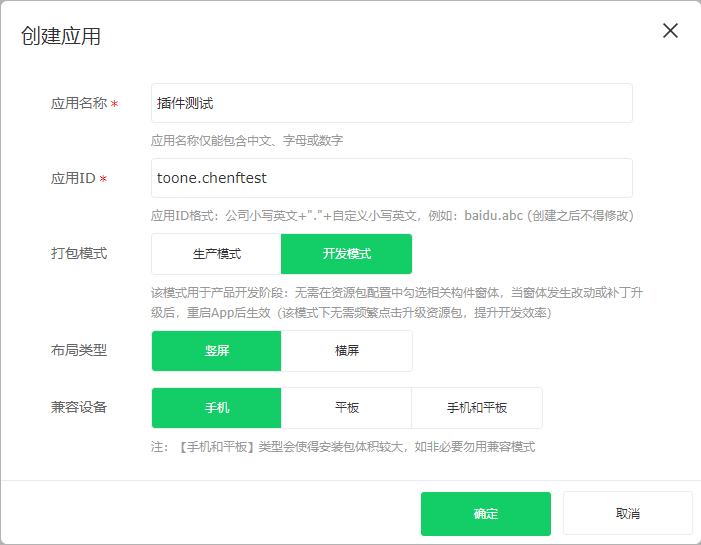 创建应用
应用名称 *
插件测试
应用名称仅能包含中文、字母或数字
应用ID *
toone.chenftest
应用ID格式：公司小写英文+"."+自定义小写英文，例如：baidu.abc (创建之后不得修改)
打包模式
生产模式 开发模式
该模式用于产品开发阶段：无需在资源包配置中勾选相关构件窗体，当窗体发生改动或补丁升
级后，重启App后生效（该模式下无需频繁点击升级资源包，提升开发效率）
布局类型
竖屏 横屏
兼容设备
手机 平板 手机和平板
注：【手机和平板】类型会使得安装包体积较大，如非必要勿用兼容模式
确定 取消